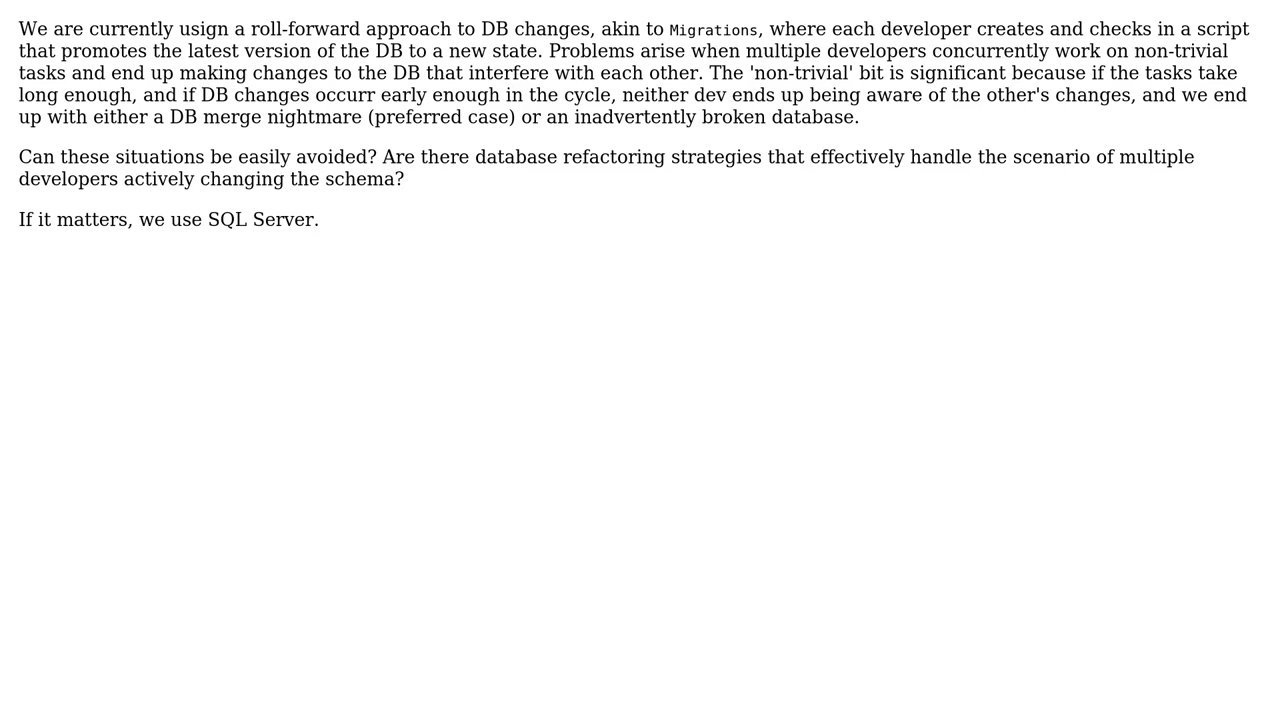 We are currently usign a roll-forward approach to DB changes, akin to Migrations, where each developer creates and checks in a script
that promotes the latest version of the DB to a new state. Problems arise when multiple developers concurrently work on non-trivial
tasks and end up making changes to the DB that interfere with each other. The 'non-trivial' bit is significant because if the tasks take
long enough, and if DB changes occurr early enough in the cycle, neither dev ends up being aware of the other's changes, and we end
up with either a DB merge nightmare (preferred case) or an inadvertently broken database.
Can these situations be easily avoided? Are there database refactoring strategies that effectively handle the scenario of multiple
developers actively changing the schema?
If it matters, we use SQL Server.